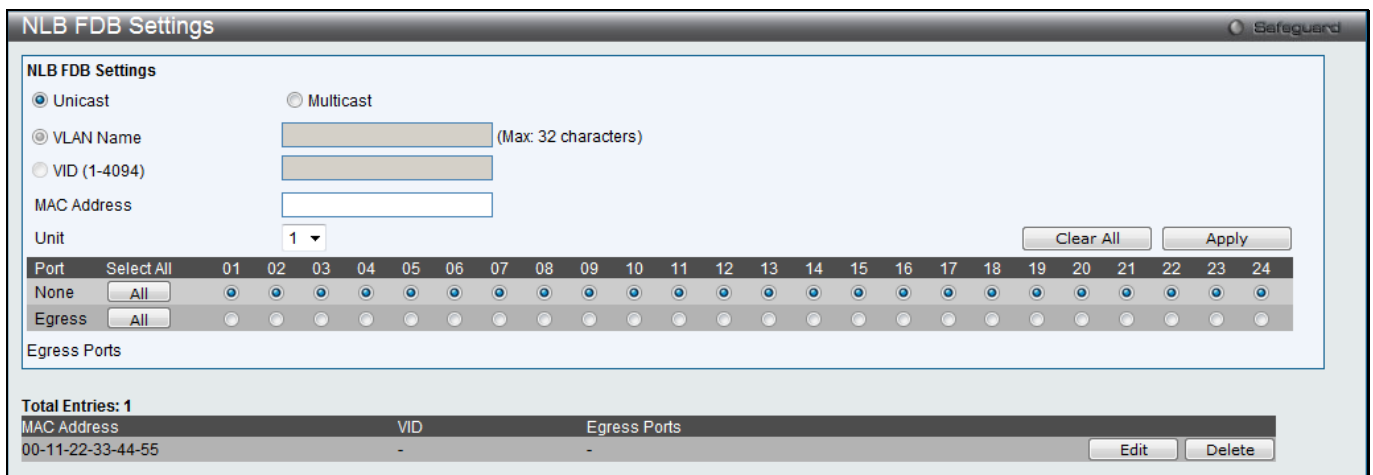 NLB FDB Settings
Safeguard
NLB FDB Settings
Unicast Multicast
VLAN Name (Max: 32 characters)
VID (1-4094)
MAC Address
Unit 1 Clear All Apply
Port Select All 01 02 03 04 05 06 07 08 09 10 11 12 13 14 15 16 17 18 19 20 21 22 23 24
None All
Egress All
Egress Ports
Total Entries: 1
MAC Address VID Egress Ports
00-11-22-33-44-55 - - Edit Delete